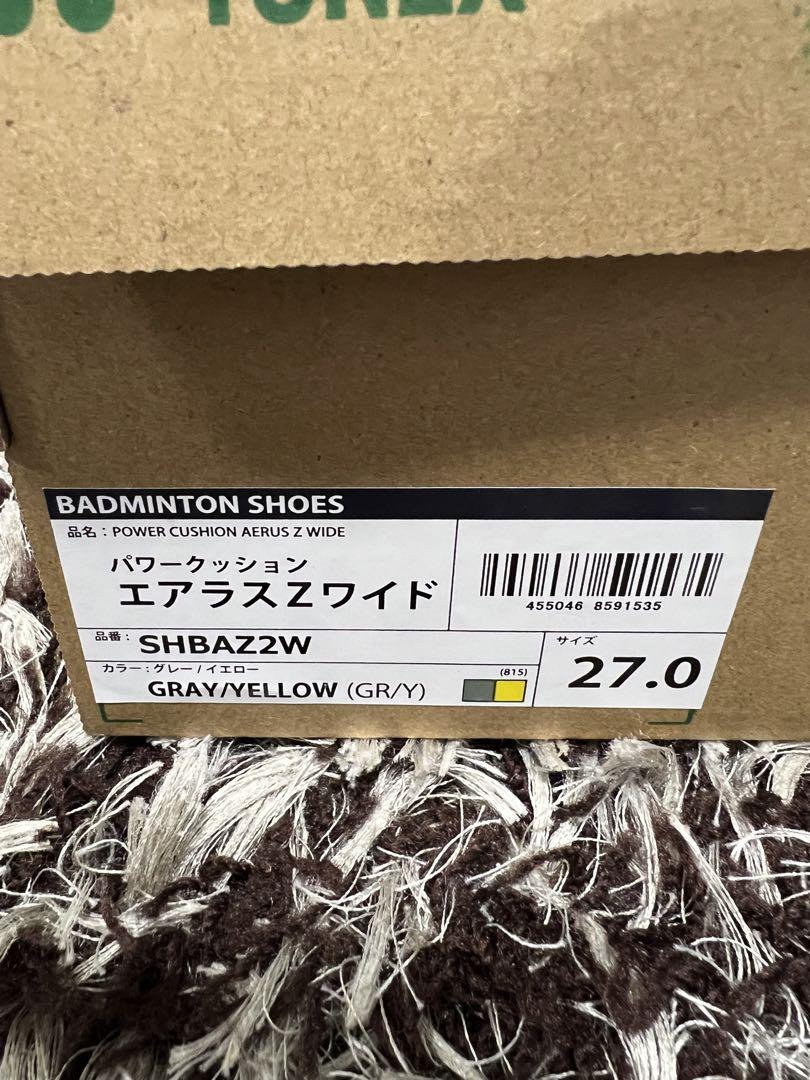 YONEX
BADMINTON SHOES
品名：POWER CUSHION AERUS Z WIDE
パワークッション
エアラスZワイド
455046 8591535
品番： SHBAZ2W
サイズ
27.0
カラー：グレー/イエロー
(815)
GRAY/YELLOW (GR/Y)